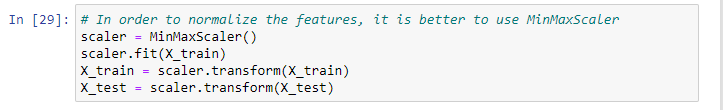 In [29]: # In order to normalize the features, it is better to use MinMaxScaler
scaler = MinMaxScaler()
scaler.fit(X_train)
X_train = scaler.transform(X_train)
X_test = scaler.transform(X_test)